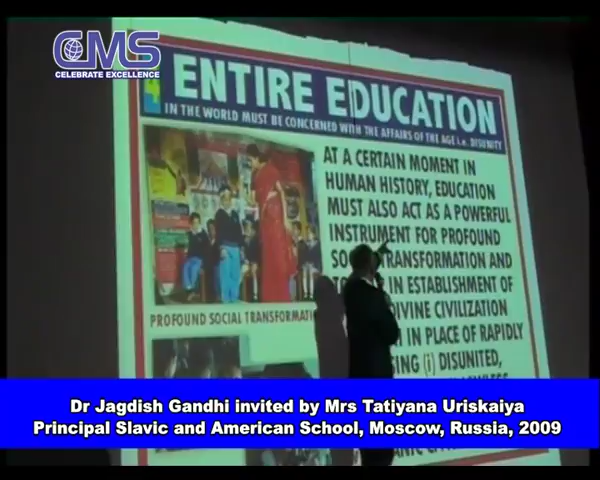 CMS
CELEBRATE EXCELLENCE
4
ENTIRE EDUCATION
IN THE WORLD MUST BE CONCERNED WITH THE AFFAIRS OF THE AGE i.e. DISUNITY
AT A CERTAIN MOMENT IN
HUMAN HISTORY, EDUCATION
MUST ALSO ACT AS A POWERFUL
INSTRUMENT FOR PROFOUND
TRANSFORMATION AND
IN ESTABLISHMENT OF
DIVINE CIVILIZATION
IN PLACE OF RAPIDLY
(i) DISUNITED,
PROFOUND SOCIAL
Dr Jagdish Gandhi invited by Mrs Tatiyana Uriskaiya
Principal Slavic and American School, Moscow, Russia, 2009